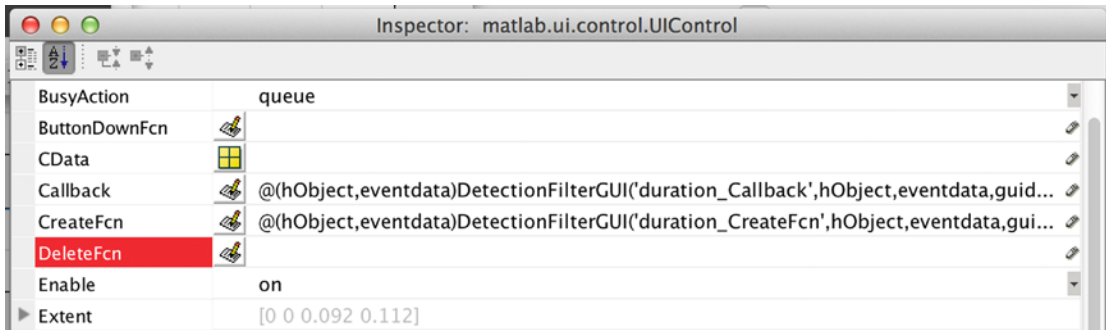 Inspector: matlab.ui.control.UIControl
BusyAction queue
ButtonDownFcn
CData
Callback @(hObject,eventdata)DetectionFilterGUI('duration_Callback',hObject,eventdata,guid...
CreateFcn @(hObject,eventdata)DetectionFilterGUI('duration_CreateFcn',hObject,eventdata,gui...
DeleteFcn
Enable on
Extent [0 0 0.092 0.112]